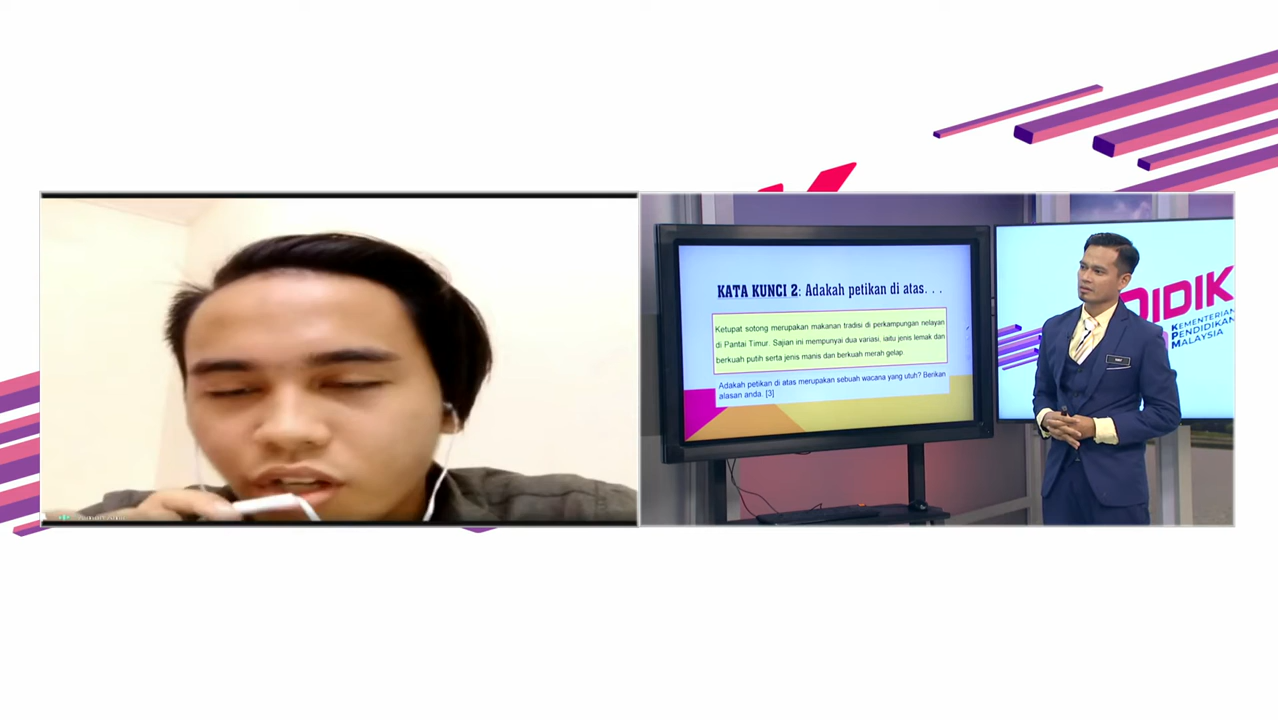 KATA KUNCI 2: Adakah petikan di atas. . .
Ketupat sotong merupakan makanan tradisi di perkampungan nelayan
di Pantai Timur. Sajian ini mempunyai dua variasi, iaitu jenis lemak dan
berkuah putih serta jenis manis dan berkuah merah gelap
Adakah petikan di atas merupakan sebuah wacana yang utuh? Berikan
alasan anda. [3]
DIDIK
KEMENTERIAN
PENDIDIKAN
MALAYSIA